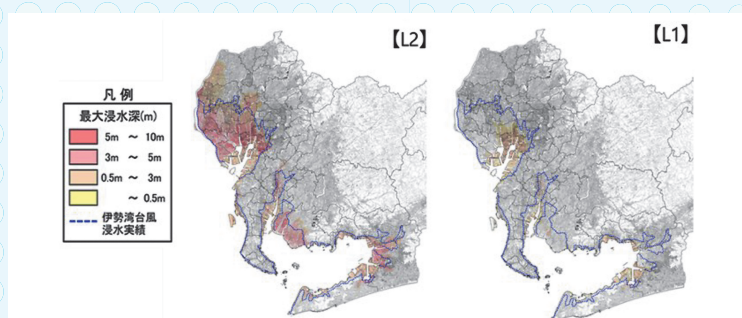 【L2】
【L1】
凡例
最大浸水深(m)
5m ～ 10m
3m ～ 5m
0.5m ～ 3m
～ 0.5m
伊勢湾台風
浸水実績